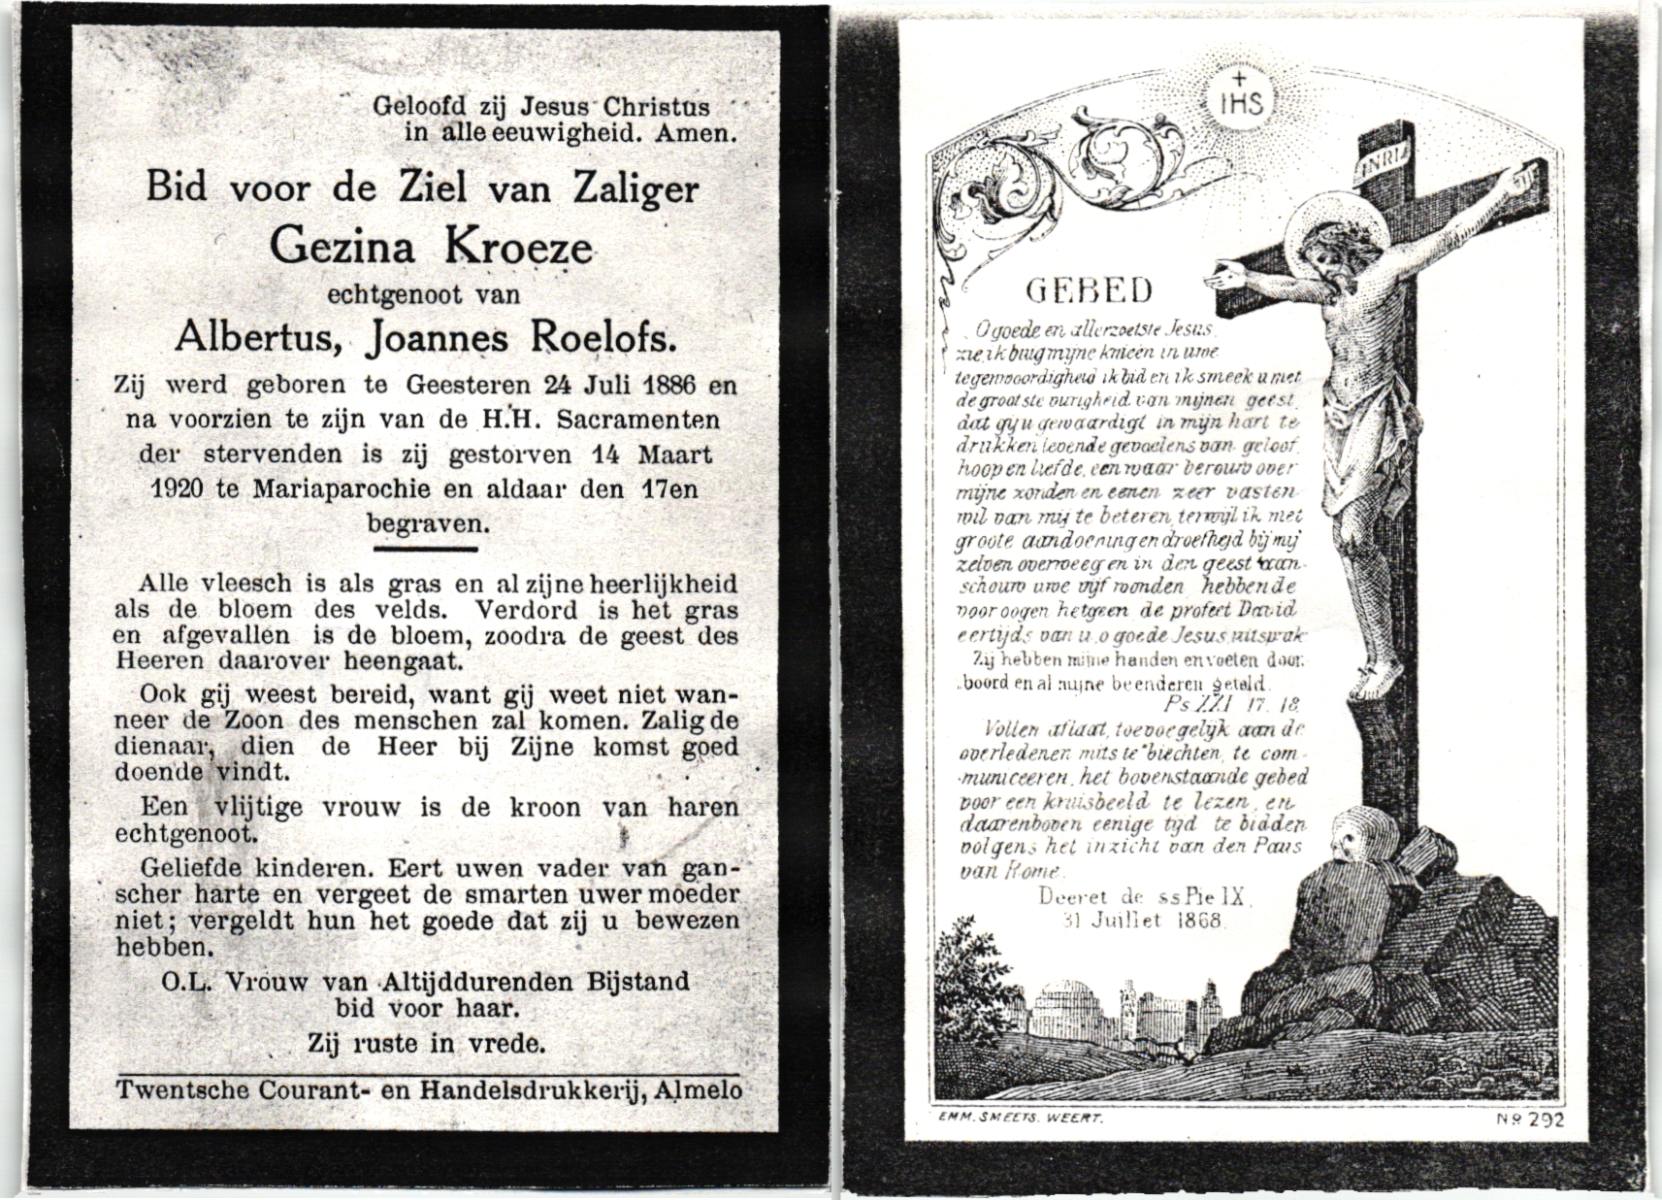 Geloofd zij Jesus Christus
in alle eeuwigheid. Amen.
Bid voor de Ziel van Zaliger
Gezina Kroeze
echtgenoot van
Albertus, Joannes Roelofs.
Zij werd geboren te Geesteren 24 Juli 1886 en
na voorzien te zijn van de H.H. Sacramenten
der stervenden is zij gestorven 14 Maart
1920 te Mariaparochie en aldaar den 17en
begraven.
Alle vleesch is als gras en al zijne heerlijkheid
als de bloem des velds. Verdord is het gras
en afgevallen is de bloem, zoodra de geest des
Heeren daarover heengaat.
Ook gij weest bereid, want gij weet niet wan-
neer de Zoon des menschen zal komen. Zalig de
dienaar, dien de Heer bij Zijne komst goed
doende vindt.
Een vlijtige vrouw is de kroon van haren
echtgenoot.
Geliefde kinderen. Eert uwen vader van gan-
scher harte en vergeet de smarten uwer moeder
niet; vergeldt hun het goede dat zij u bewezen
hebben.
O.L. Vrouw van Altijddurenden Bijstand
bid voor haar.
Zij ruste in vrede.
Twentsche Courant- en Handelsdrukkerij, Almelo
IHS
INRI
GEBED
O goede en allerzoetste Jesus,
zie, ik buig mijne knieën in uwe
tegenwoordigheid ik bid en ik smeek u met
de grootste vurigheid van mijnen geest,
dat gy u gewaardigt in mijn hart te
drukken levende gevoelens van geloof,
hoop en liefde, een waar berouw over
mijne zonden en eenen zeer vasten
wil van mij te beteren, terwijl ik met
groote aandoening en droefheid bij mij
zelven overweeg en in den geest aan-
schouw uwe vijf wonden hebbende
voor oogen hetgeen de profeet David
eertijds van u, o goede Jesus, uitsprak
Zij hebben mijne handen en voeten door-
boord en al mijne beenderen geteld.
Ps XXI 17. 18.
Vollen aflaat, toevoegelijk aan de
overledenen mits te biechten, te com-
municeeren, het bovenstaande gebed
voor een kruisbeeld te lezen, en
daarenboven eenige tyd te bidden
volgens het inzicht van den Paus
van Rome.
Decret de ss Pie IX.
31 Juillet 1868.
EMM. SMEETS. WEERT.
No 292